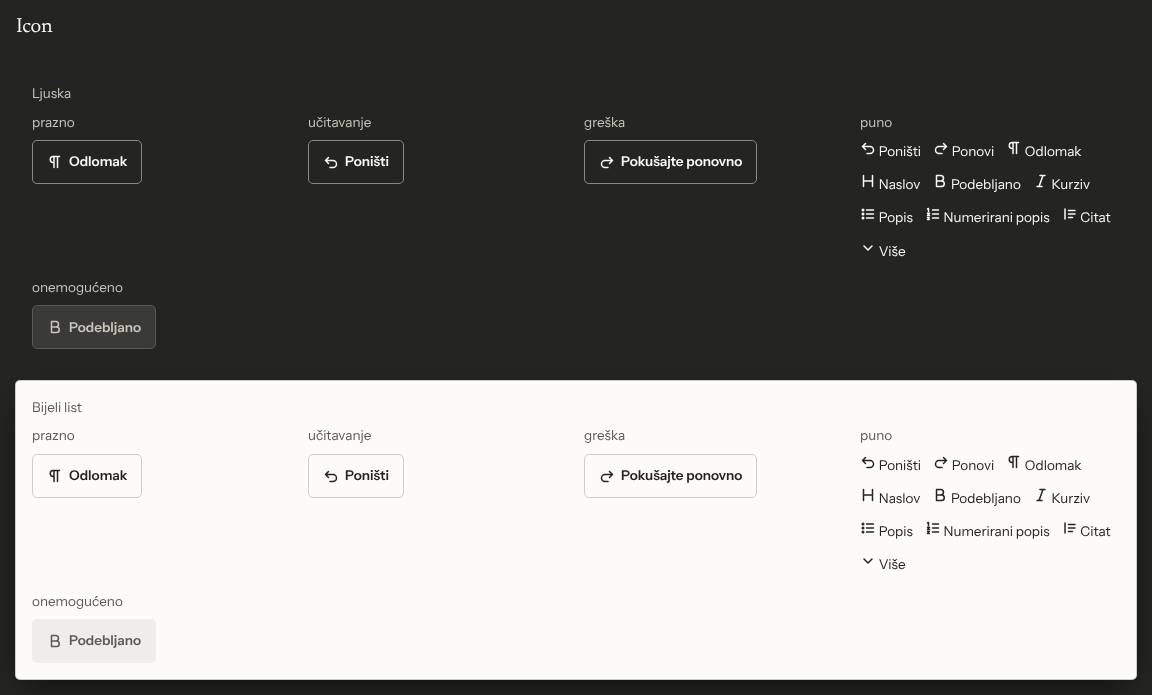 Icon
Ljuska
prazno
učitavanje
greška
puno
Odlomak
Poništi
Pokušajte ponovno
Poništi Ponovi Odlomak
Naslov Podebljano Kurziv
Popis Numerirani popis Citat
Više
onemogućeno
Podebljano
Bijeli list
prazno
učitavanje
greška
puno
Odlomak
Poništi
Pokušajte ponovno
Poništi Ponovi Odlomak
Naslov Podebljano Kurziv
Popis Numerirani popis Citat
Više
onemogućeno
Podebljano